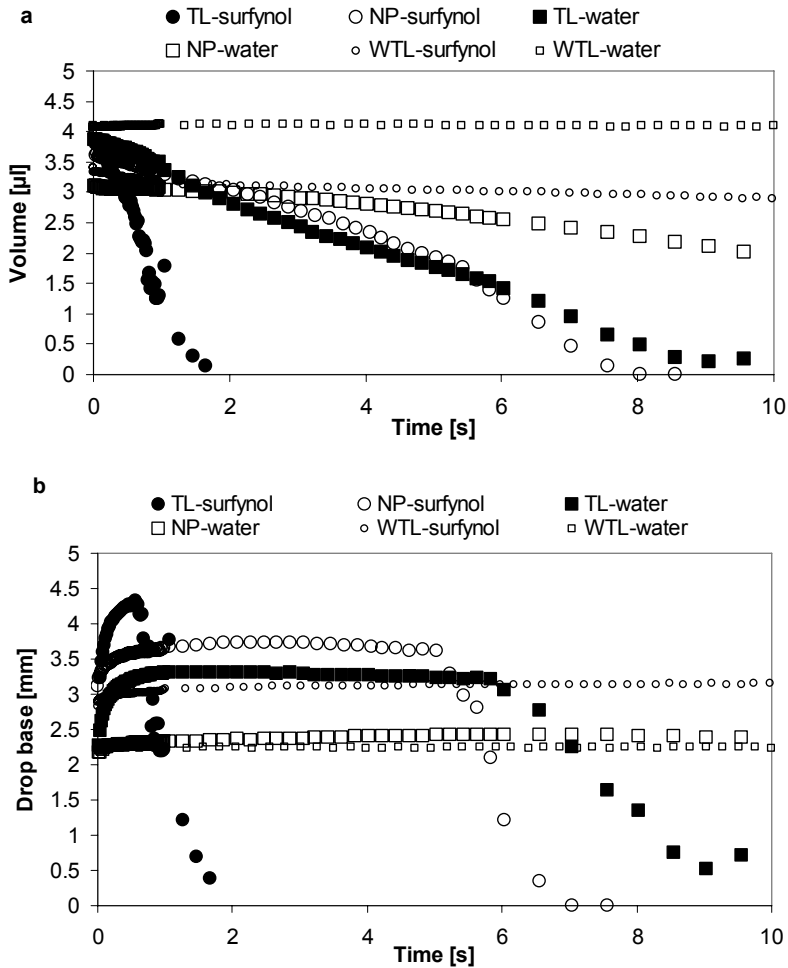 a
TL-surfynol NP-surfynol TL-water
NP-water WTL-surfynol WTL-water
5
4.5
4
3.5
3
2.5
2
1.5
1
0.5
0
Volume [µl]
0 2 4 6 8 10
Time [s]
b
TL-surfynol NP-surfynol TL-water
NP-water WTL-surfynol WTL-water
5
4.5
4
3.5
3
2.5
2
1.5
1
0.5
0
Drop base [mm]
0 2 4 6 8 10
Time [s]